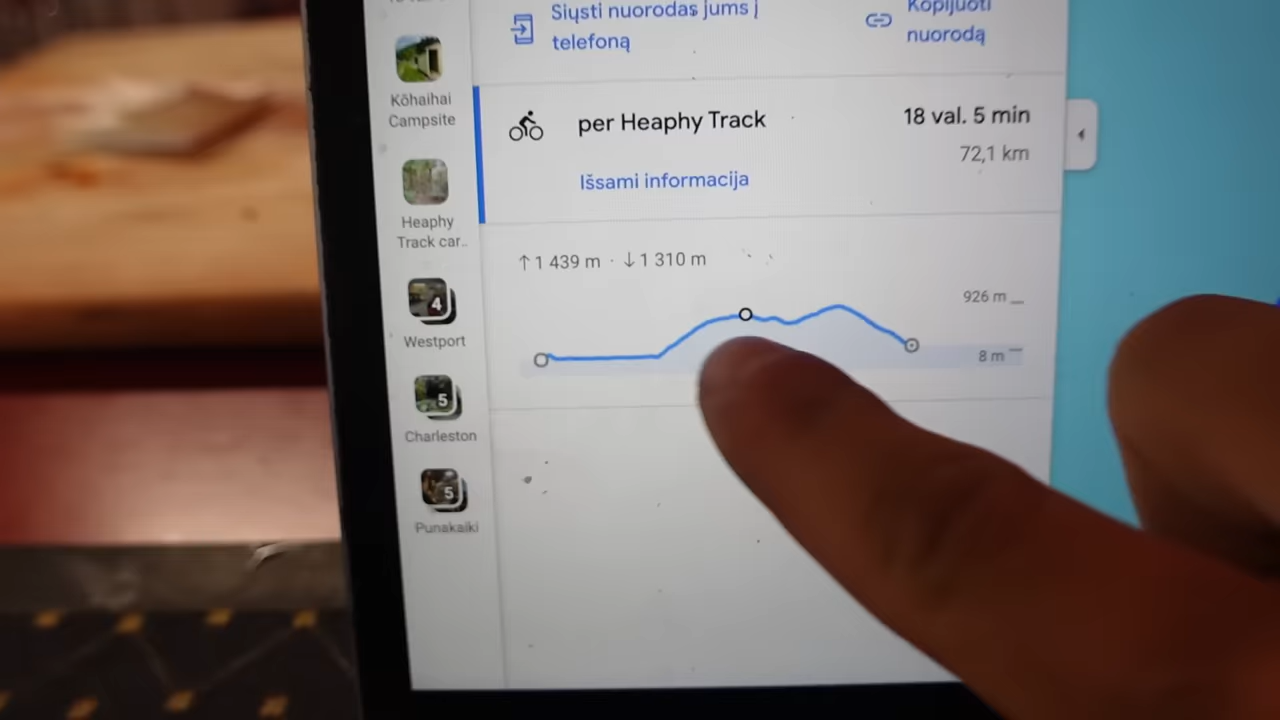 Siųsti nuorodas jums į
telefoną
Kopijuoti
nuorodą
Kōhaihai
Campsite
Heaphy
Track car..
4
Westport
5
Charleston
5
Punakaiki
per Heaphy Track
18 val. 5 min
72,1 km
Išsami informacija
↑ 1 439 m · ↓ 1 310 m
926 m
8 m